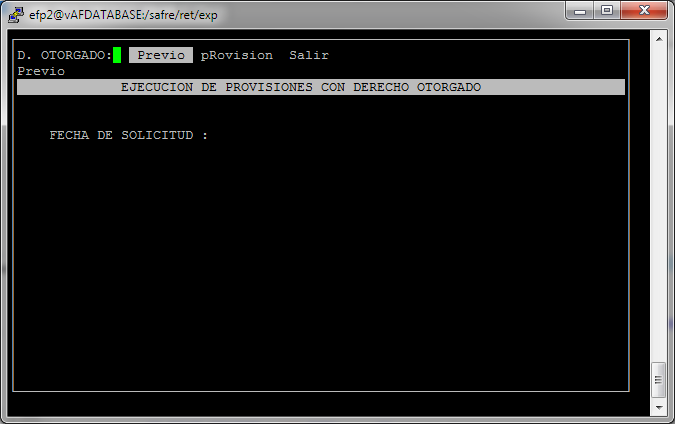 efp2@vAFDATABASE:/safre/ret/exp
D. OTORGADO: Previo pRovision Salir
Previo
EJECUCION DE PROVISIONES CON DERECHO OTORGADO
FECHA DE SOLICITUD :